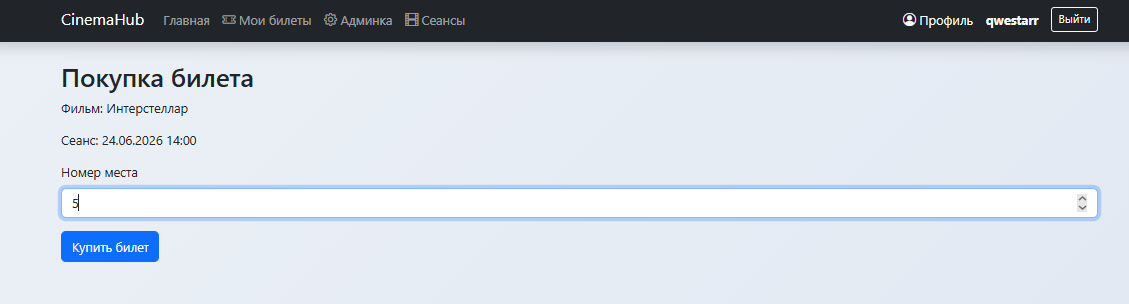 CinemaHub Главная Мои билеты Админка Сеансы Профиль qwestarr Выйти
Покупка билета
Фильм: Интерстеллар
Сеанс: 24.06.2026 14:00
Номер места
5
Купить билет